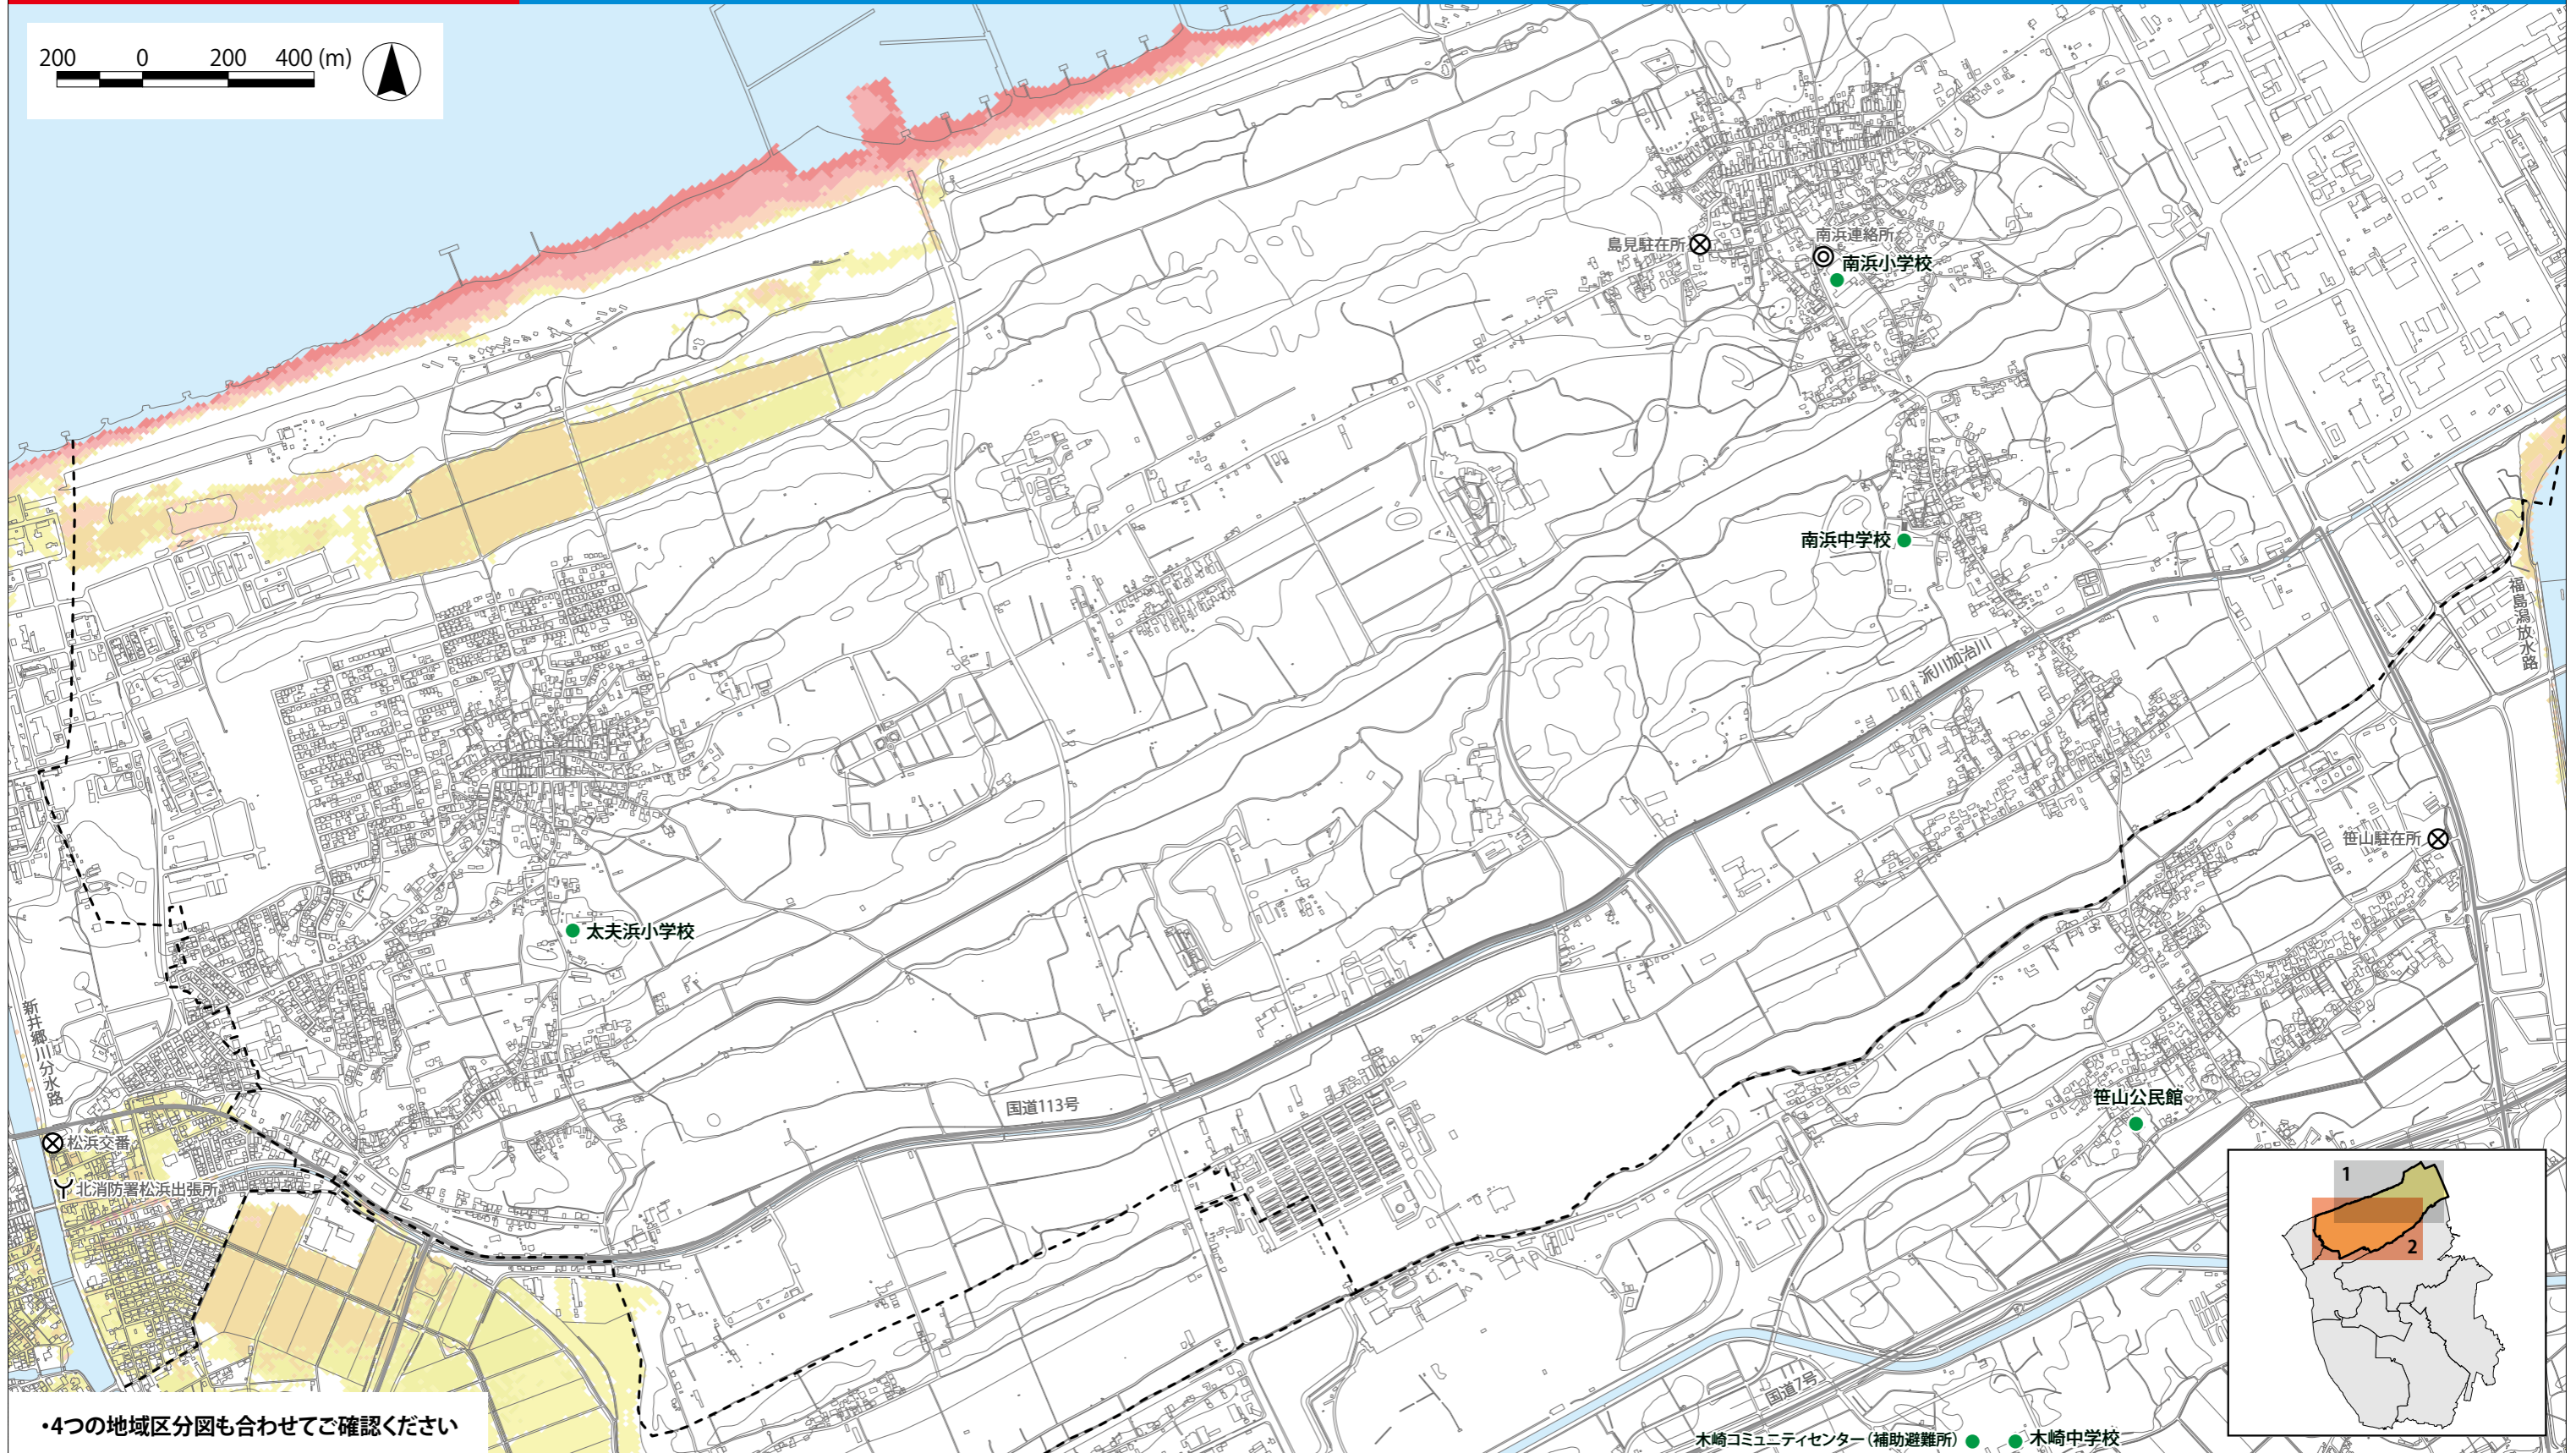 200 0 200 400 (m)
島見駐在所
南浜連絡所
南浜小学校
南浜中学校
福島潟放水路
派川加治川
笹山駐在所
太夫浜小学校
新井郷川分水路
国道113号
笹山公民館
松浜交番
北消防署松浜出張所
1
2
国道7号
•4つの地域区分図も合わせてご確認ください
木崎コミュニティセンター（補助避難所）
木崎中学校